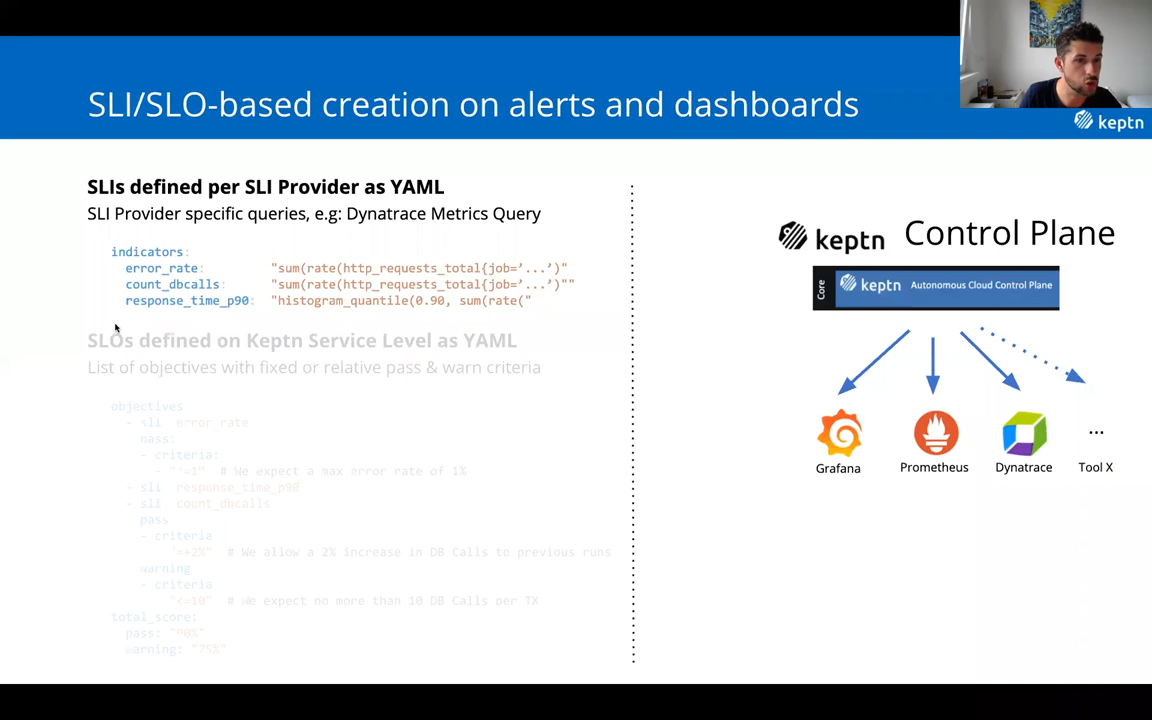 SLI/SLO-based creation on alerts and dashboards
keptn
SLIs defined per SLI Provider as YAML
SLI Provider specific queries, e.g: Dynatrace Metrics Query
indicators:
error_rate: "sum(rate(http_requests_total{job='...')"
count_dbcalls: "sum(rate(http_requests_total{job='...')""
response_time_p90: "histogram_quantile(0.90, sum(rate("
SLOs defined on Keptn Service Level as YAML
List of objectives with fixed or relative pass & warn criteria
objectives
- sli error_rate
pass:
- criteria:
- "<=1" # We expect a max error rate of 1%
- sli response_time_p90
- sli count_dbcalls
pass
- criteria
"=+2%" # We allow a 2% increase in DB Calls to previous runs
warning
- criteria
"<=10" # We expect no more than 10 DB Calls per TX
total_score:
pass: "90%"
warning: "75%"
keptn Control Plane
Core
keptn Autonomous Cloud Control Plane
Grafana
Prometheus
Dynatrace
...
Tool X